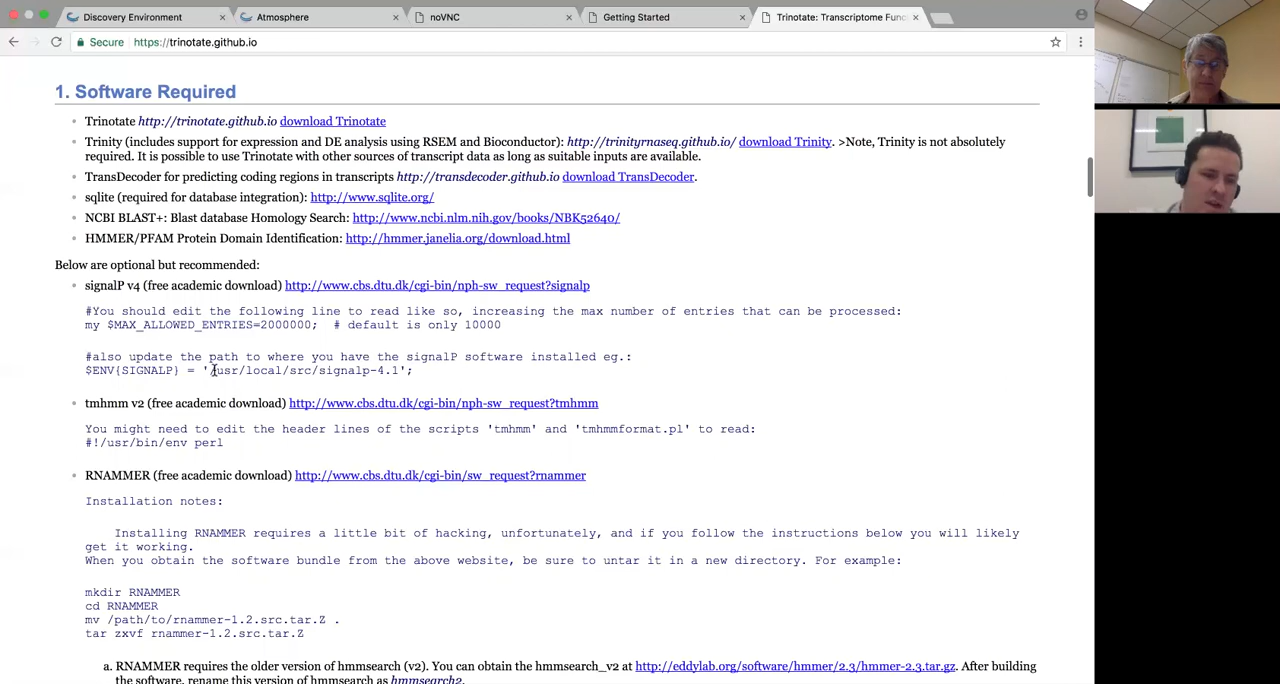 Discovery Environment
Atmosphere
noVNC
Getting Started
Trinotate: Transcriptome Func
Secure https://trinotate.github.io
1. Software Required
Trinotate http://trinotate.github.io download Trinotate
Trinity (includes support for expression and DE analysis using RSEM and Bioconductor): http://trinityrnaseq.github.io/ download Trinity. >Note, Trinity is not absolutely
required. It is possible to use Trinotate with other sources of transcript data as long as suitable inputs are available.
TransDecoder for predicting coding regions in transcripts http://transdecoder.github.io download TransDecoder.
sqlite (required for database integration): http://www.sqlite.org/
NCBI BLAST+: Blast database Homology Search: http://www.ncbi.nlm.nih.gov/books/NBK52640/
HMMER/PFAM Protein Domain Identification: http://hmmer.janelia.org/download.html
Below are optional but recommended:
signalP v4 (free academic download) http://www.cbs.dtu.dk/cgi-bin/nph-sw_request?signalp
#You should edit the following line to read like so, increasing the max number of entries that can be processed:
my $MAX_ALLOWED_ENTRIES=2000000;  # default is only 10000
#also update the path to where you have the signalP software installed eg.:
$ENV{SIGNALP} = '/usr/local/src/signalp-4.1';
tmhmm v2 (free academic download) http://www.cbs.dtu.dk/cgi-bin/nph-sw_request?tmhmm
You might need to edit the header lines of the scripts 'tmhmm' and 'tmhmmformat.pl' to read:
#!/usr/bin/env perl
RNAMMER (free academic download) http://www.cbs.dtu.dk/cgi-bin/sw_request?rnammer
Installation notes:
Installing RNAMMER requires a little bit of hacking, unfortunately, and if you follow the instructions below you will likely
get it working.
When you obtain the software bundle from the above website, be sure to untar it in a new directory. For example:
mkdir RNAMMER
cd RNAMMER
mv /path/to/rnammer-1.2.src.tar.Z .
tar zxvf rnammer-1.2.src.tar.Z
a. RNAMMER requires the older version of hmmsearch (v2). You can obtain the hmmsearch_v2 at http://eddylab.org/software/hmmer/2.3/hmmer-2.3.tar.gz. After building
the software, rename this version of hmmsearch as hmmsearch2.